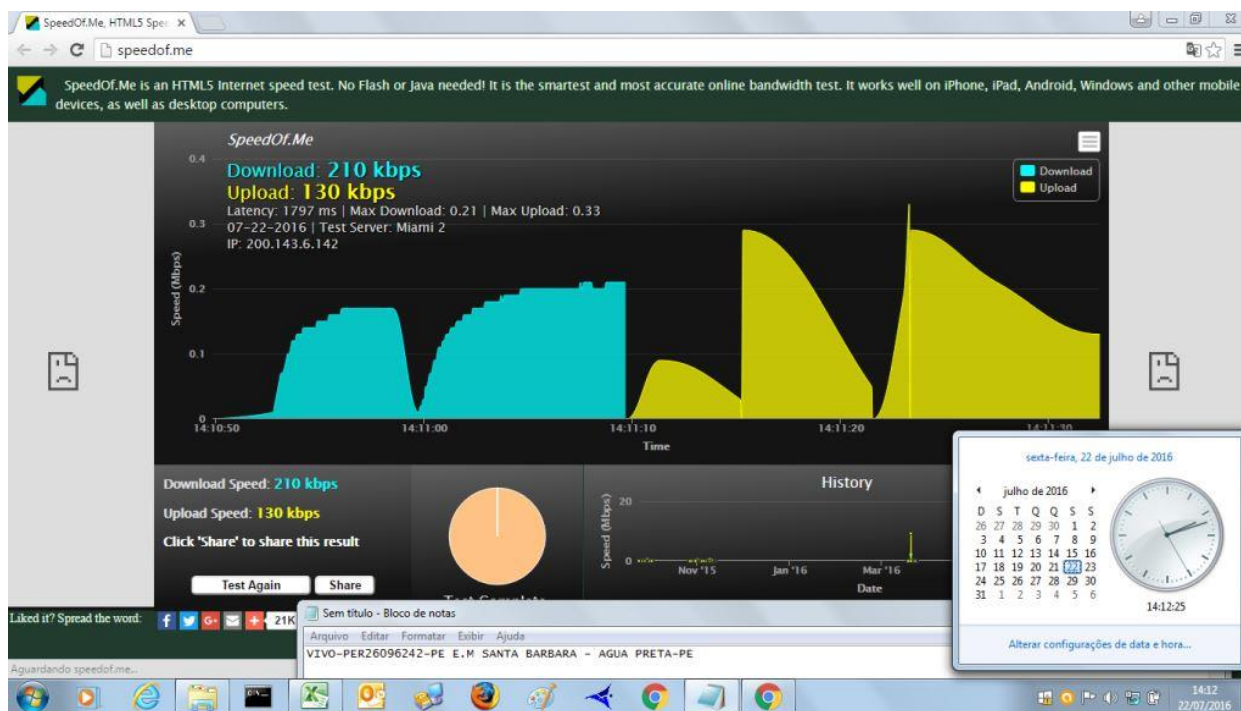 SpeedOf.Me, HTML5 Spee
speedof.me
SpeedOf.Me is an HTML5 Internet speed test. No Flash or Java needed! It is the smartest and most accurate online bandwidth test. It works well on iPhone, iPad, Android, Windows and other mobile
devices, as well as desktop computers.
SpeedOf.Me
Download: 210 kbps
Upload: 130 kbps
Latency: 1797 ms | Max Download: 0.21 | Max Upload: 0.33
07-22-2016 | Test Server: Miami 2
IP: 200.143.6.142
Download
Upload
Speed (Mbps)
0.4
0.3
0.2
0.1
0
14:10:50 14:11:00 14:11:10 14:11:20 14:11:30
Time
Download Speed: 210 kbps
Upload Speed: 130 kbps
Click 'Share' to share this result
Test Again Share
Test Complete
History
Speed (Mbps)
20
0
Nov '15 Jan '16 Mar '16
Date
sexta-feira, 22 de julho de 2016
julho de 2016
D S T Q Q S S
26 27 28 29 30 1 2
3 4 5 6 7 8 9
10 11 12 13 14 15 16
17 18 19 20 21 22 23
24 25 26 27 28 29 30
31 1 2 3 4 5 6
14:12:25
Alterar configurações de data e hora...
Liked it? Spread the word:
21K
Sem título - Bloco de notas
Arquivo Editar Formatar Exibir Ajuda
VIVO-PER26096242-PE E.M SANTA BARBARA - AGUA PRETA-PE
Aguardando speedof.me...
14:12
22/07/2016